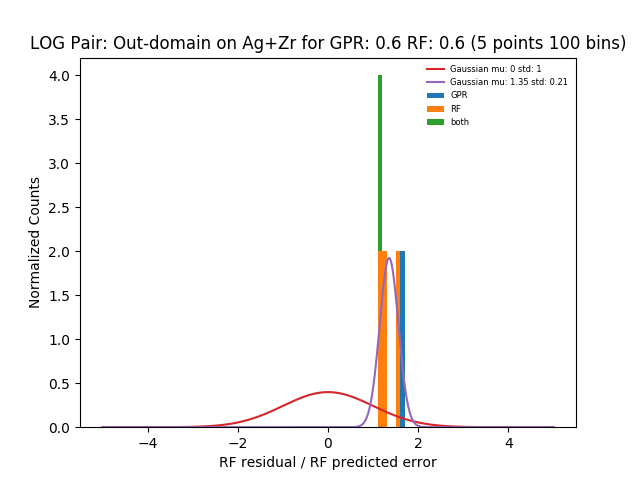 LOG Pair: Out-domain on Ag+Zr for GPR: 0.6 RF: 0.6 (5 points 100 bins)
Gaussian mu: 0 std: 1
Gaussian mu: 1.35 std: 0.21
GPR
RF
both
Normalized Counts
4.0
3.5
3.0
2.5
2.0
1.5
1.0
0.5
0.0
−4 −2 0 2 4
RF residual / RF predicted error